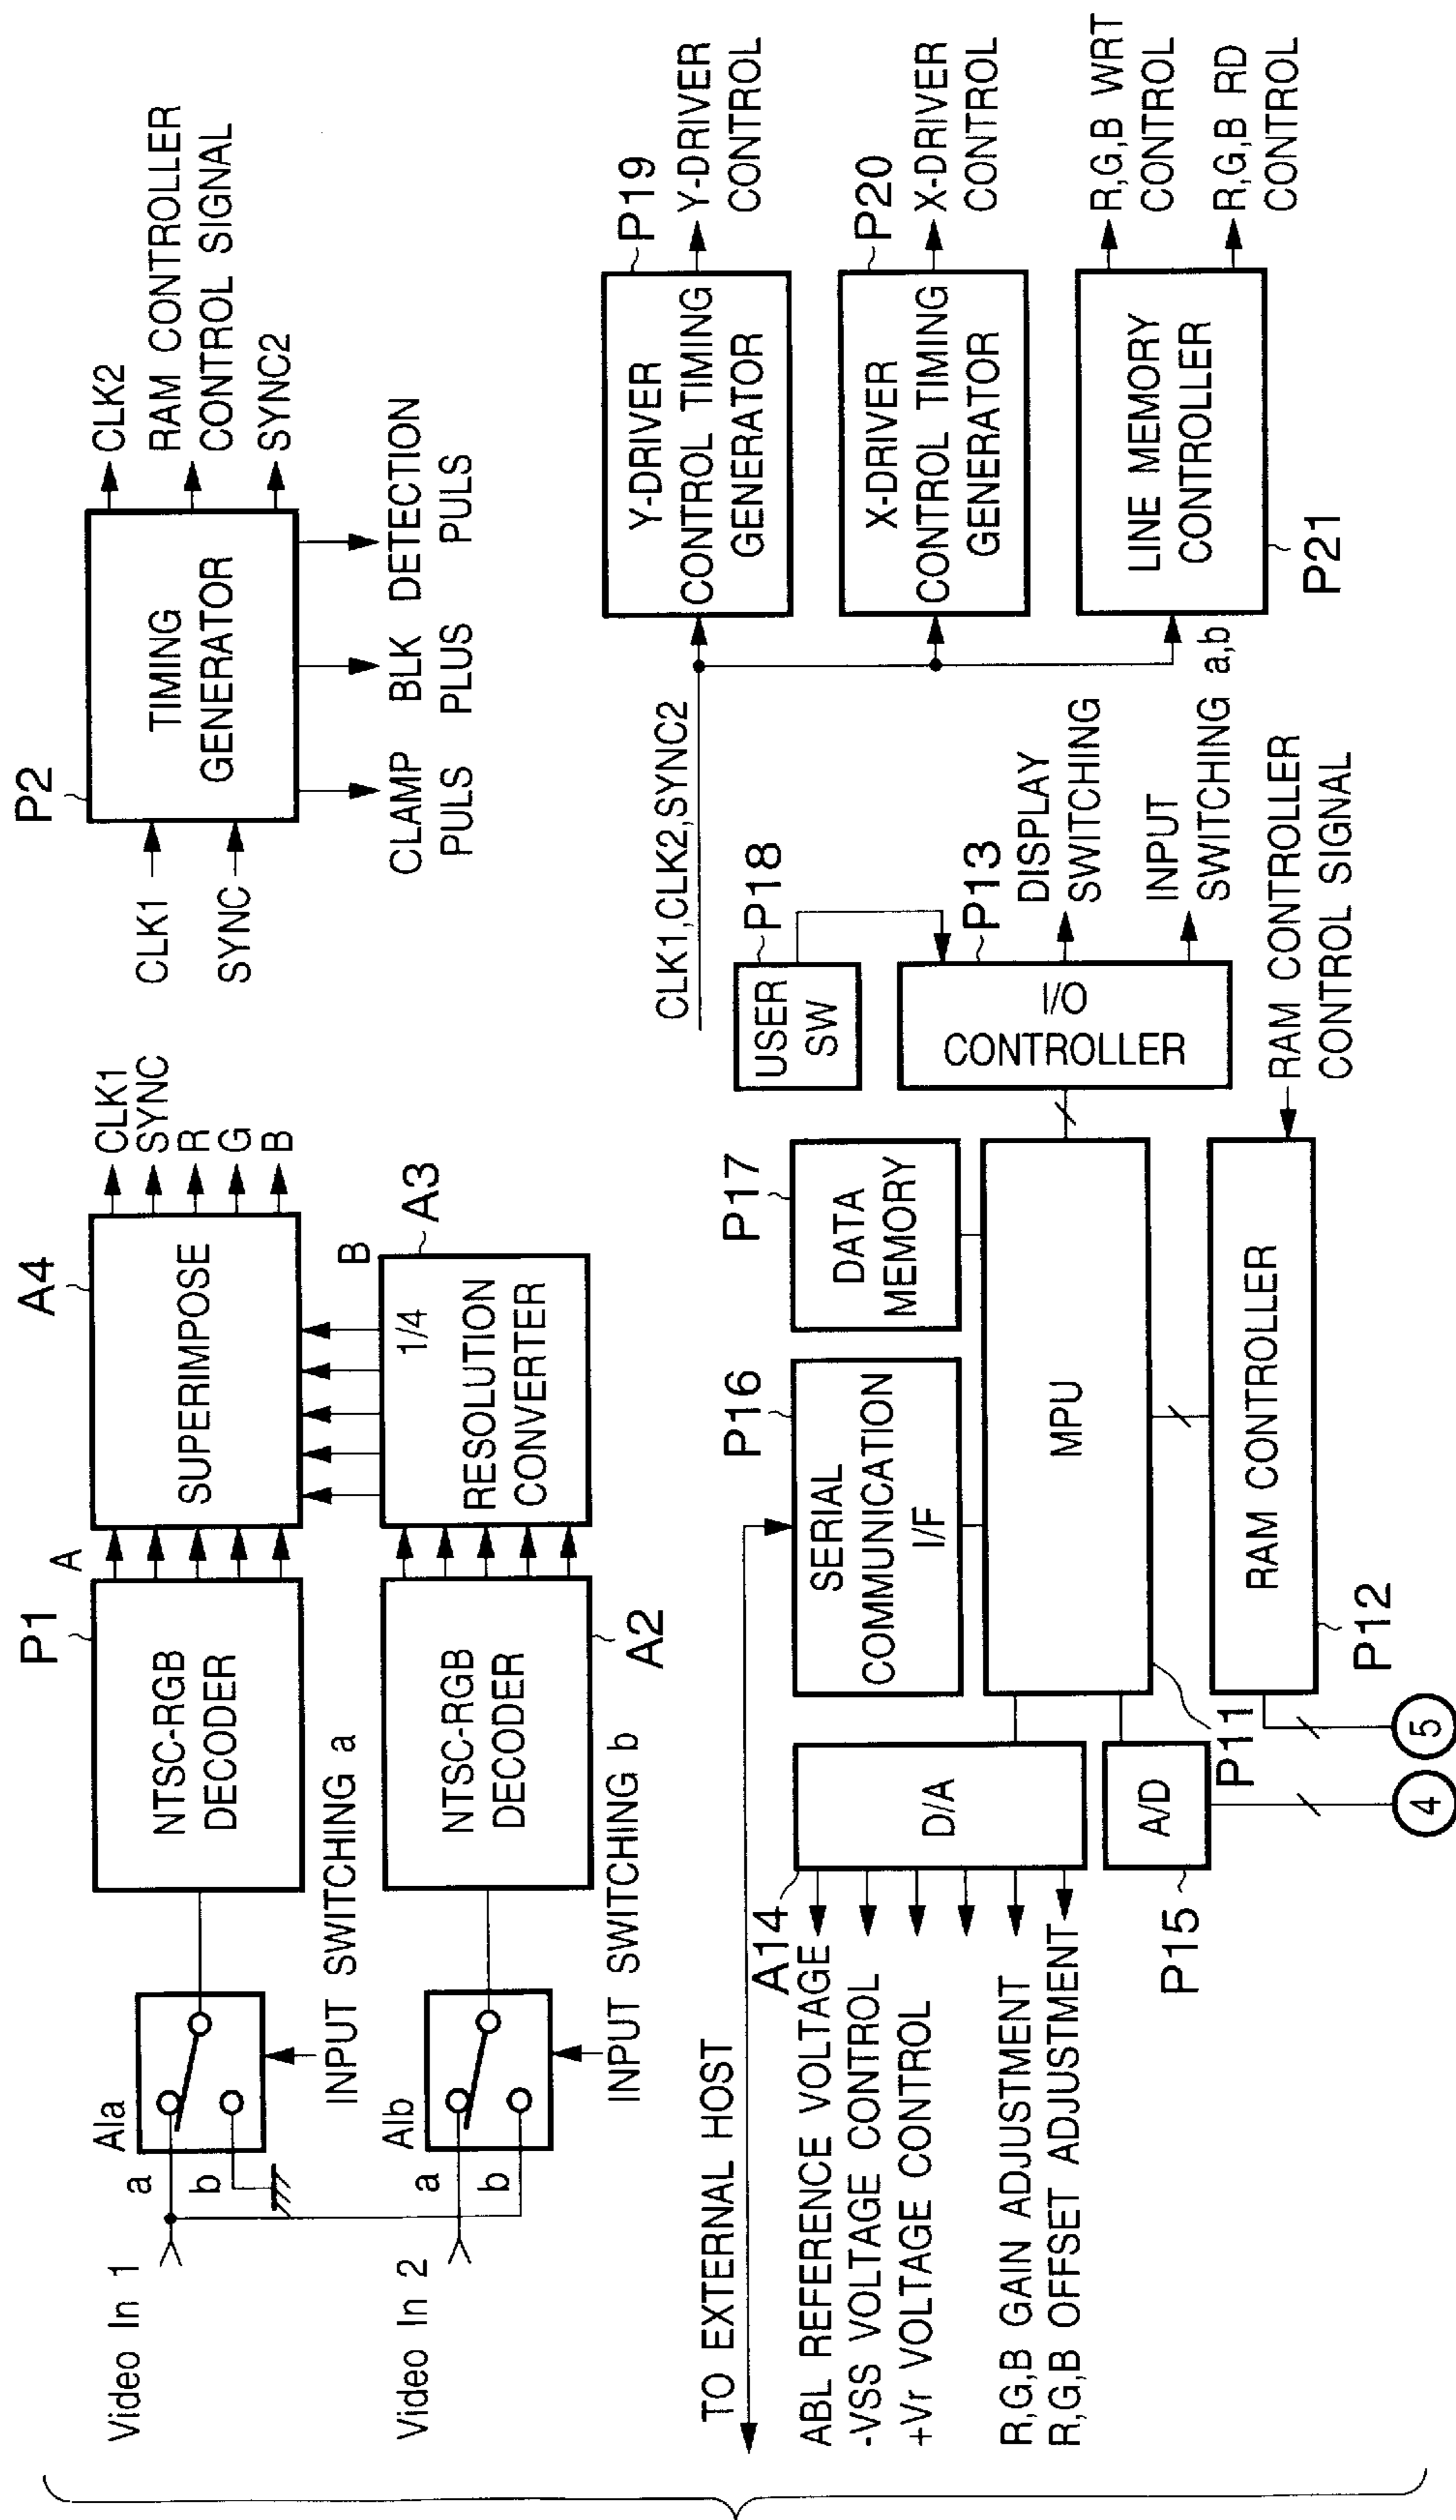 Video In 1
a
b
AIa
INPUT SWITCHING a
P1
NTSC-RGB
DECODER
A
A4
SUPERIMPOSE
CLK1
SYNC
R
G
B
Video In 2
a
b
AIb
INPUT SWITCHING b
A2
NTSC-RGB
DECODER
1/4
RESOLUTION
CONVERTER
B
A3
P2
CLK1
SYNC
TIMING
GENERATOR
CLK2
RAM CONTROLLER
CONTROL SIGNAL
SYNC2
CLAMP
PULS
BLK
PLUS
DETECTION
PULS
TO EXTERNAL HOST
A14
ABL REFERENCE VOLTAGE
-VSS VOLTAGE CONTROL
+Vr VOLTAGE CONTROL
R,G,B GAIN ADJUSTMENT
R,G,B OFFSET ADJUSTMENT
D/A
P15
A/D
P11
P16
SERIAL
COMMUNICATION
I/F
P17
DATA
MEMORY
MPU
RAM CONTROLLER
P12
4
5
P18
USER
SW
P13
I/O
CONTROLLER
DISPLAY
SWITCHING
INPUT
SWITCHING a,b
RAM CONTROLLER
CONTROL SIGNAL
CLK1,CLK2,SYNC2
P19
Y-DRIVER
CONTROL TIMING
GENERATOR
Y-DRIVER
CONTROL
P20
X-DRIVER
CONTROL TIMING
GENERATOR
X-DRIVER
CONTROL
P21
LINE MEMORY
CONTROLLER
R,G,B WRT
CONTROL
R,G,B RD
CONTROL